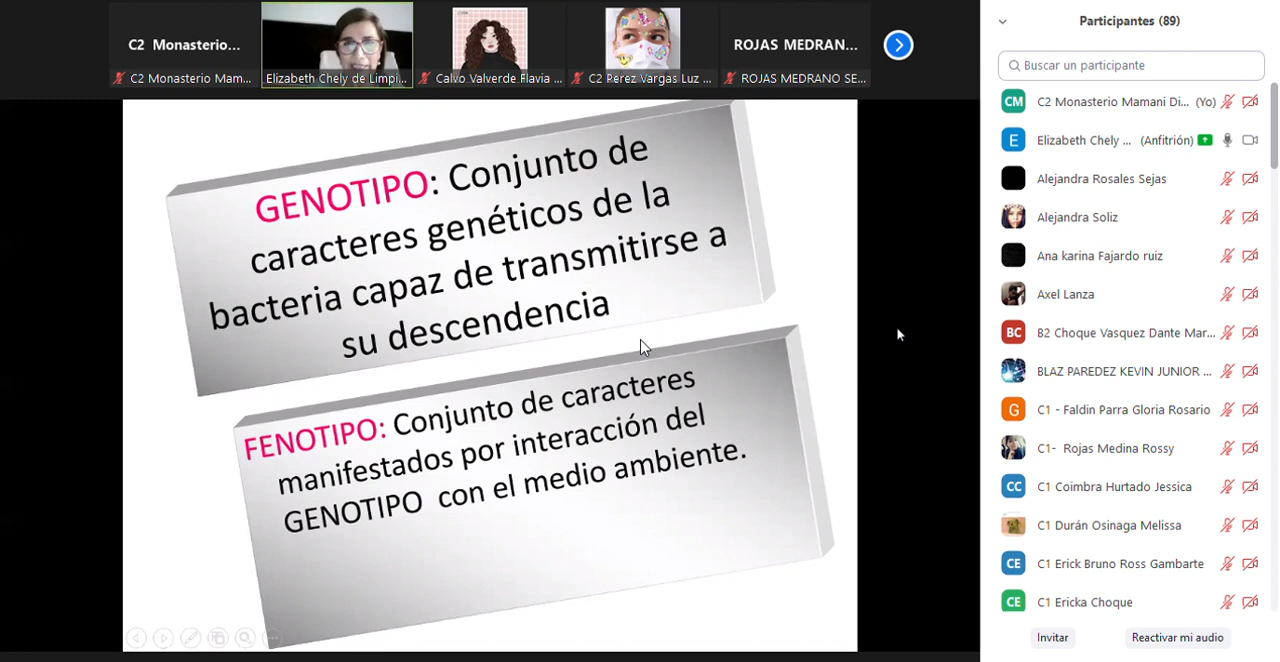 C2 Monasterio...
ROJAS MEDRAN...
C2 Monasterio Mam...
Elizabeth Chely de Limpi...
Calvo Valverde Flavia ...
C2 Perez Vargas Luz ...
ROJAS MEDRANO SE...
GENOTIPO: Conjunto de
caracteres genéticos de la
bacteria capaz de transmitirse a
su descendencia
FENOTIPO: Conjunto de caracteres
manifestados por interacción del
GENOTIPO con el medio ambiente.
Participantes (89)
Buscar un participante
CM C2 Monasterio Mamani Di... (Yo)
E Elizabeth Chely ... (Anfitrión)
Alejandra Rosales Sejas
Alejandra Soliz
Ana karina Fajardo ruiz
Axel Lanza
BC B2 Choque Vasquez Dante Mar...
BLAZ PAREDEZ KEVIN JUNIOR ...
G C1 - Faldin Parra Gloria Rosario
C1- Rojas Medina Rossy
CC C1 Coimbra Hurtado Jessica
C1 Durán Osinaga Melissa
CE C1 Erick Bruno Ross Gambarte
CE C1 Ericka Choque
Invitar
Reactivar mi audio